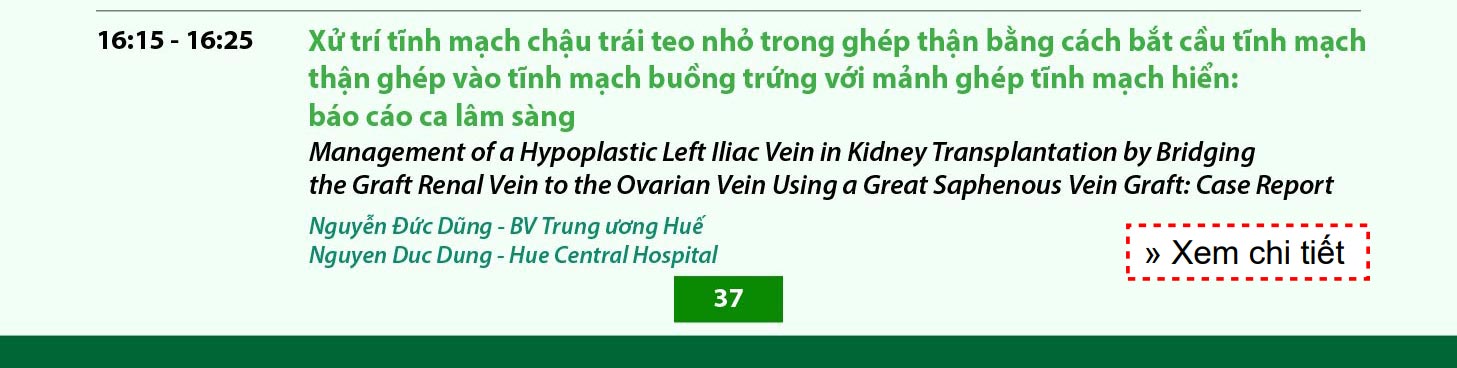 16:15 - 16:25
Xử trí tĩnh mạch chậu trái teo nhỏ trong ghép thận bằng cách bắt cầu tĩnh mạch
thận ghép vào tĩnh mạch buồng trứng với mảnh ghép tĩnh mạch hiển:
báo cáo ca lâm sàng
Management of a Hypoplastic Left Iliac Vein in Kidney Transplantation by Bridging
the Graft Renal Vein to the Ovarian Vein Using a Great Saphenous Vein Graft: Case Report
Nguyễn Đức Dũng - BV Trung ương Huế
Nguyen Duc Dung - Hue Central Hospital
» Xem chi tiết
37